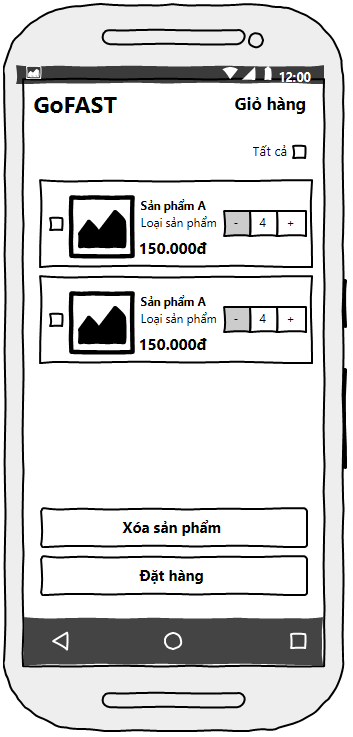 12:00
GoFAST Giỏ hàng
Tất cả
Sản phẩm A
Loại sản phẩm - 4 +
150.000đ
Sản phẩm A
Loại sản phẩm - 4 +
150.000đ
Xóa sản phẩm
Đặt hàng